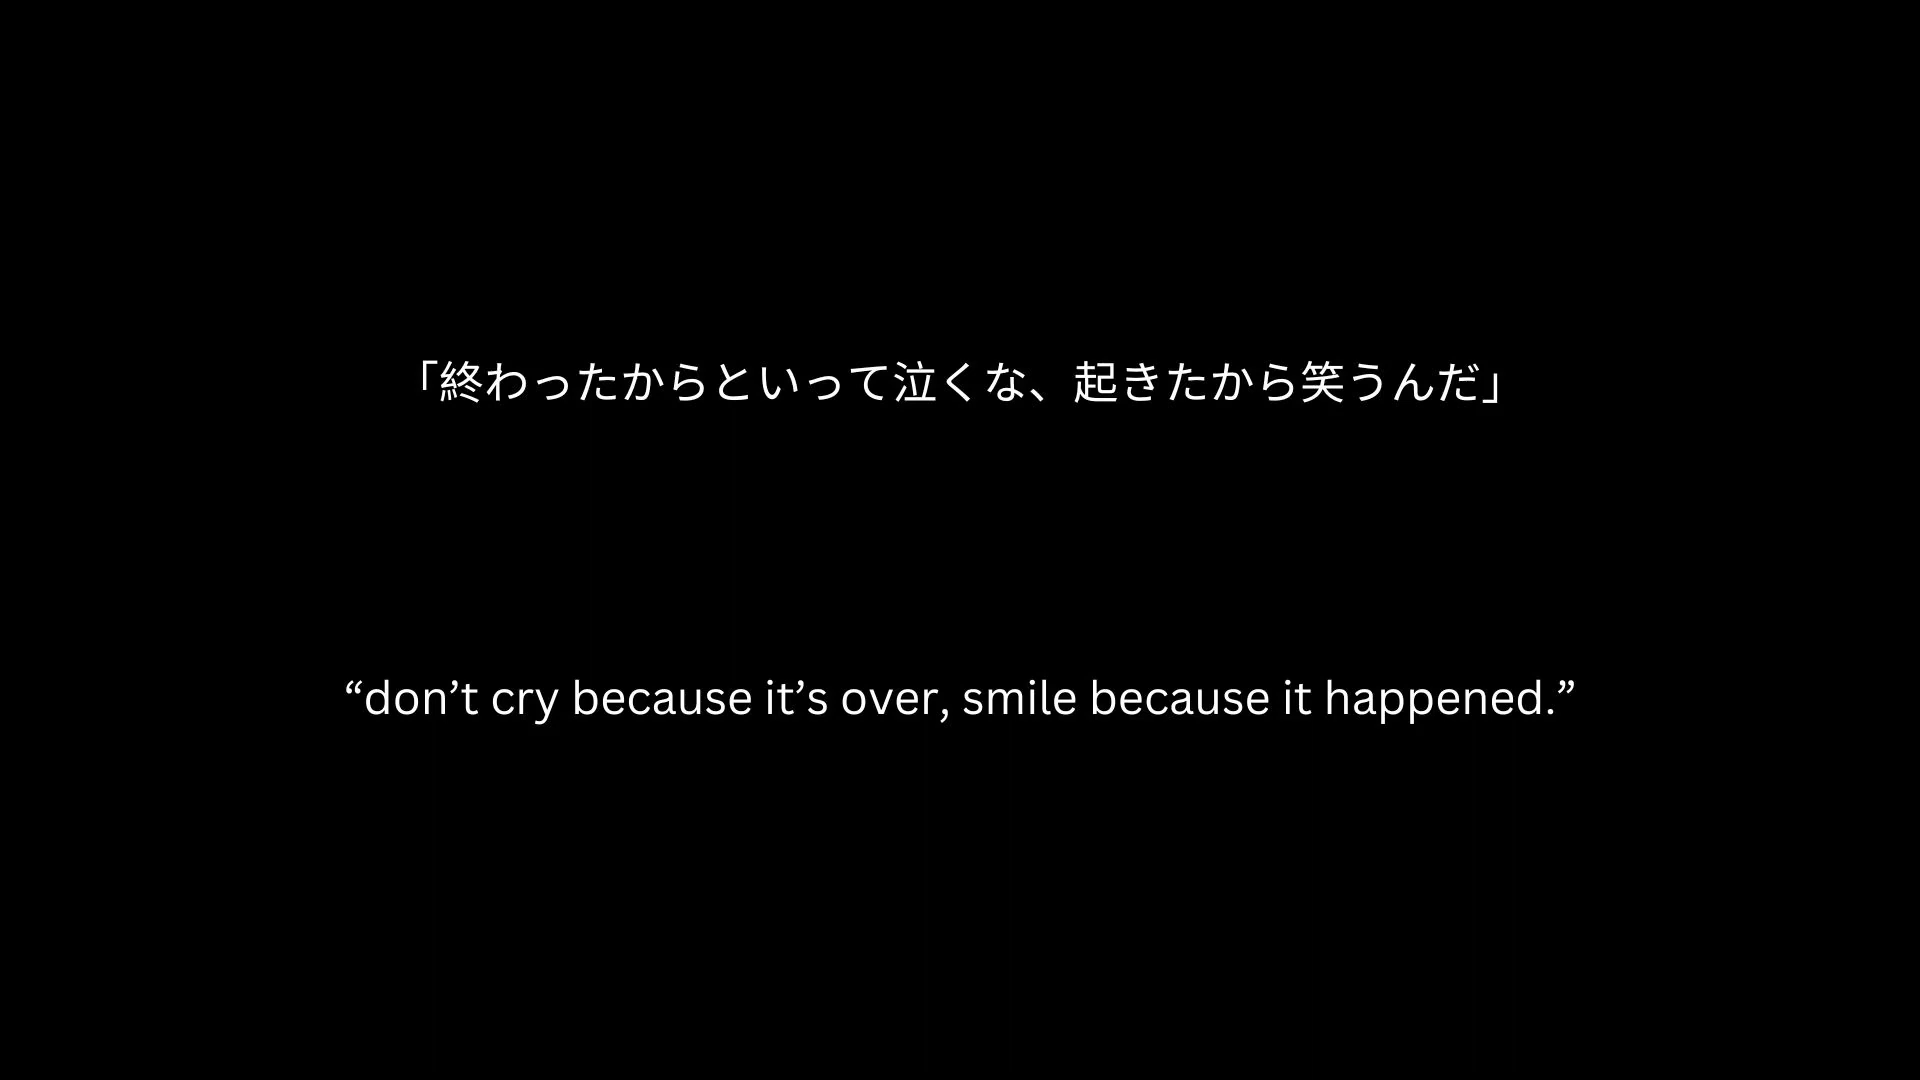 「終わったからといって泣くな、起きたから笑うんだ」
“don’t cry because it’s over, smile because it happened.”